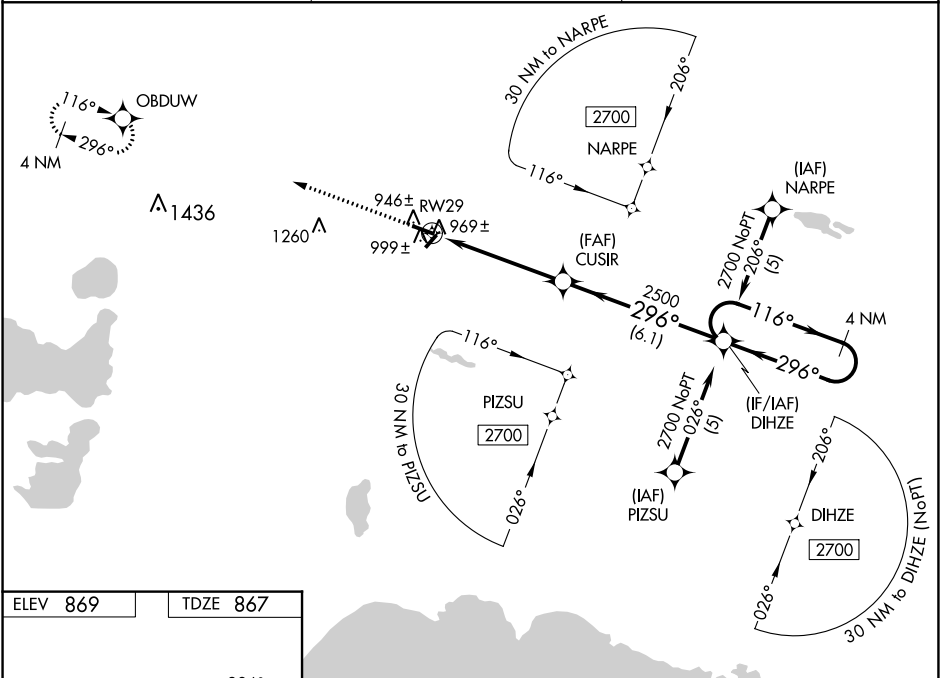 30 NM to NARPE
206°
2700
NARPE
116°
116°
OBDUW
296°
4 NM
1436
1260
946±
RW29
969±
999±
(FAF)
CUSIR
(IAF)
NARPE
2700 NoPT
206°
(5)
2500
296°
(6.1)
116°
4 NM
296°
(IF/IAF)
DIHZE
2700 NoPT
026°
(5)
(IAF)
PIZSU
116°
30 NM to PIZSU
PIZSU
2700
026°
206°
DIHZE
2700
026°
30 NM to DIHZE (NoPT)
ELEV 869
TDZE 867